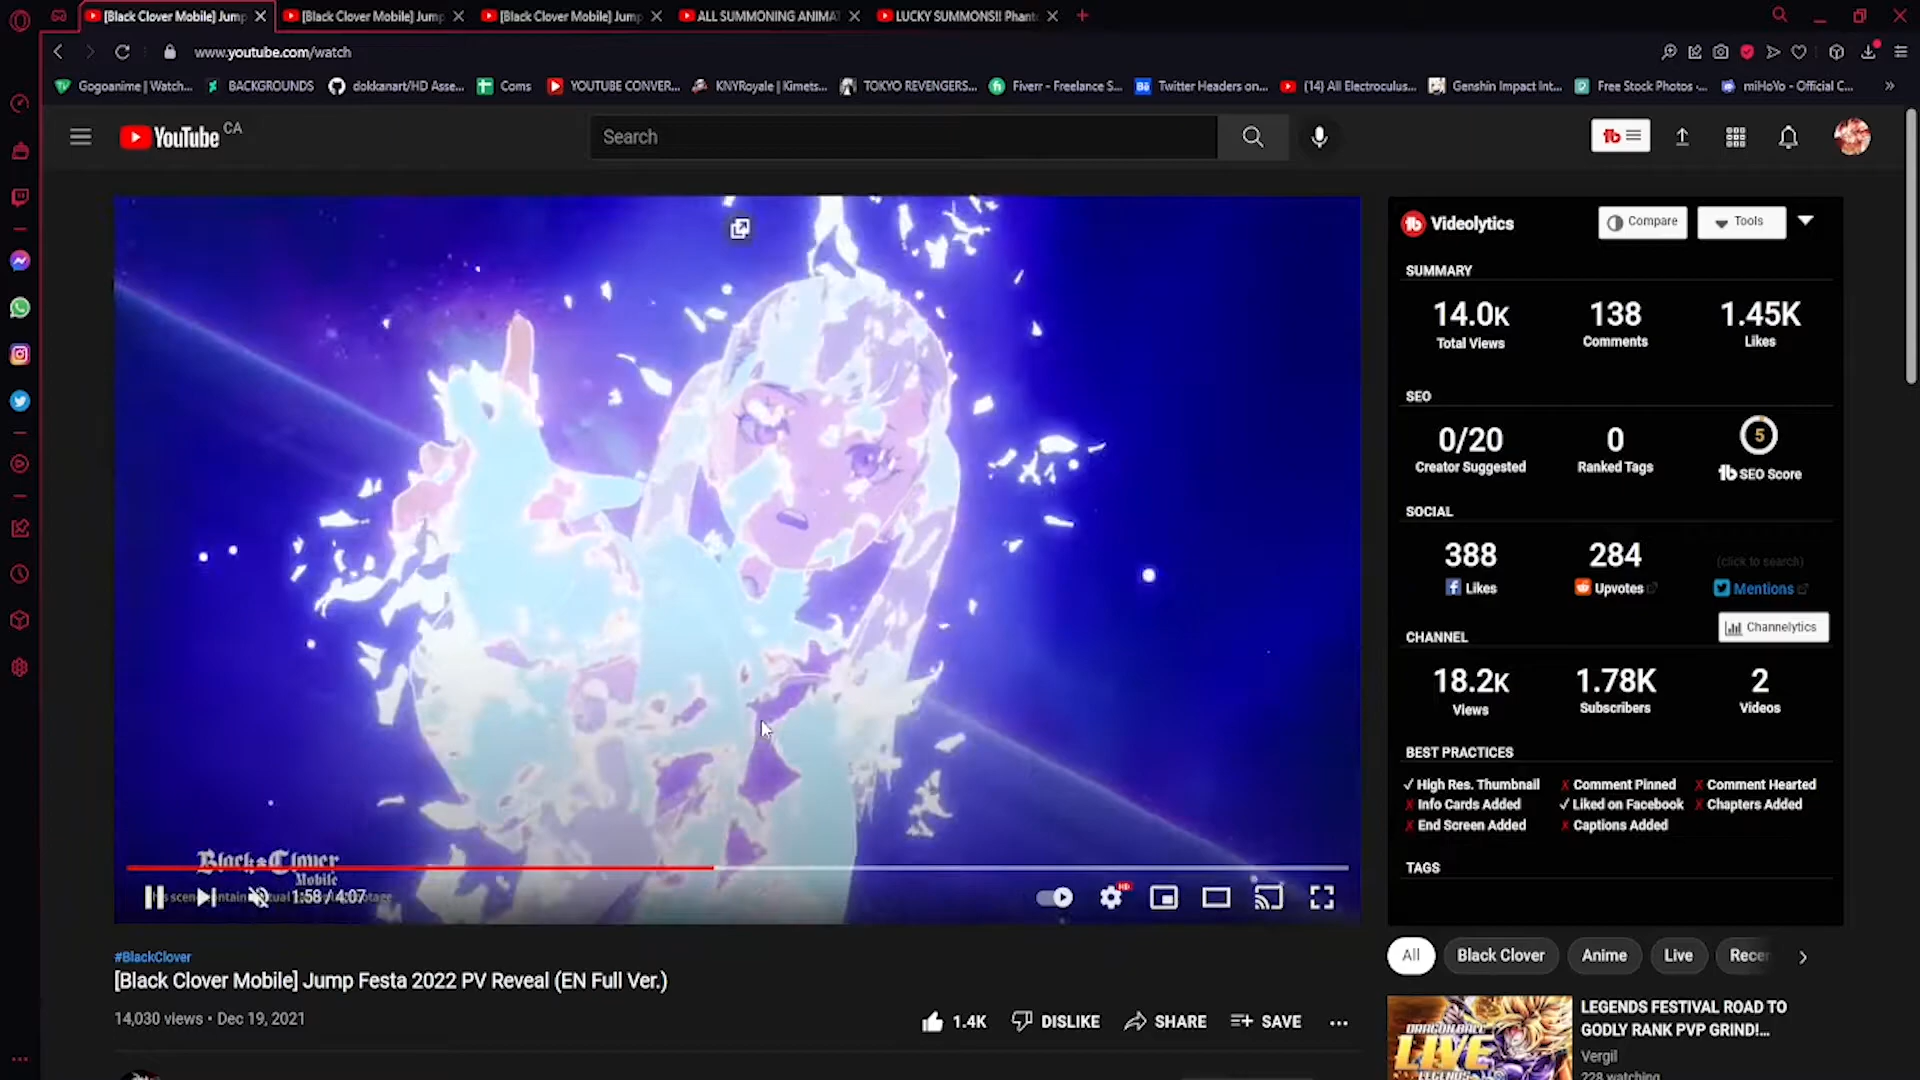 [Black Clover Mobile] Jump
[Black Clover Mobile] Jump
[Black Clover Mobile] Jump
ALL SUMMONING ANIMA
LUCKY SUMMONS!! Phant
www.youtube.com/watch
Gogoanime | Watch...
BACKGROUNDS
dokkanart/HD Asse...
Coms
YOUTUBE CONVER...
KNYRoyale | Kimets...
TOKYO REVENGERS...
Fiverr - Freelance S...
Bē
Twitter Headers on...
(14) All Electroculus...
Genshin Impact Int...
Free Stock Photos ·...
miHoYo - Official C...
YouTube CA
Search
Videolytics
Compare
Tools
SUMMARY
14.0K
138
1.45K
Total Views
Comments
Likes
SEO
0/20
0
5
Creator Suggested
Ranked Tags
SEO Score
SOCIAL
388
284
(click to search)
Likes
Upvotes
Mentions
Channelytics
CHANNEL
18.2K
1.78K
2
Views
Subscribers
Videos
BEST PRACTICES
✓ High Res. Thumbnail
✗ Comment Pinned
✗ Comment Hearted
✗ Info Cards Added
✓ Liked on Facebook
✗ Chapters Added
✗ End Screen Added
✗ Captions Added
TAGS
Black Clover
Mobile
1:58 / 4:07
HD
#BlackClover
[Black Clover Mobile] Jump Festa 2022 PV Reveal (EN Full Ver.)
14,030 views • Dec 19, 2021
1.4K
DISLIKE
SHARE
SAVE
All
Black Clover
Anime
Live
Recer
DRAGON BALL
LIVE
LEGENDS
LEGENDS FESTIVAL ROAD TO
GODLY RANK PVP GRIND!...
Vergil
228 watching